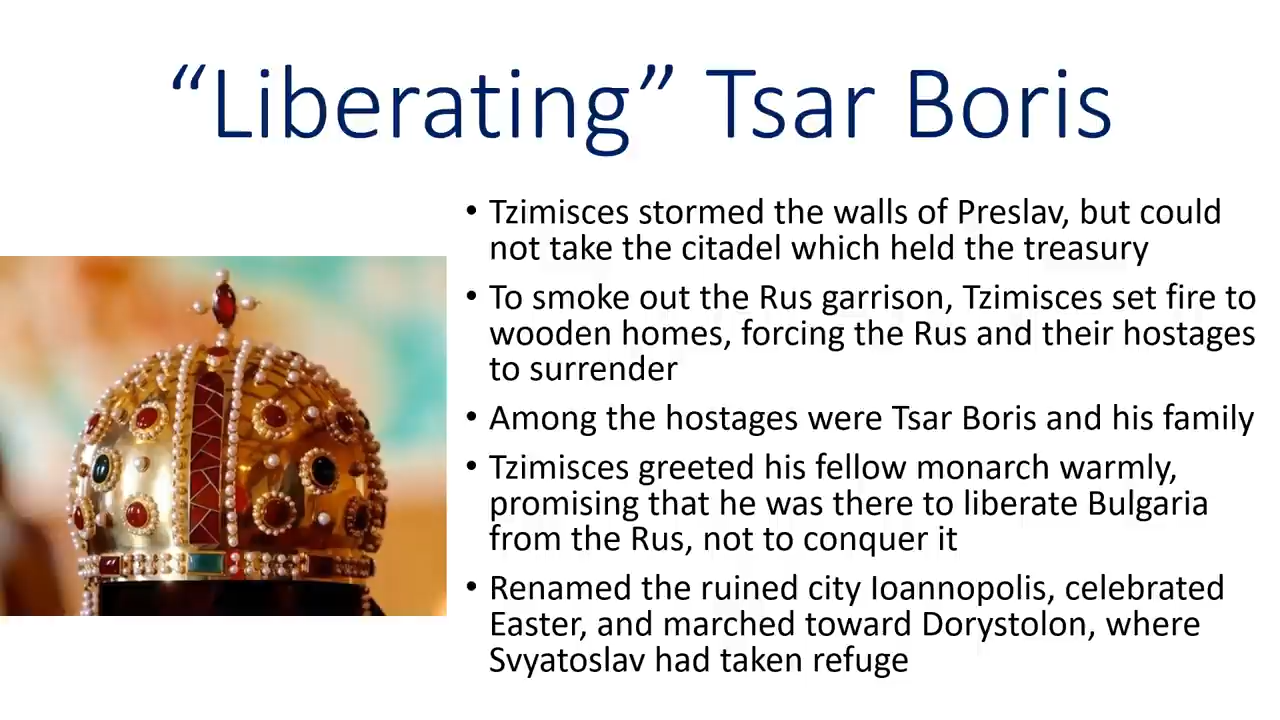 “Liberating” Tsar Boris
• Tzimisces stormed the walls of Preslav, but could
not take the citadel which held the treasury
• To smoke out the Rus garrison, Tzimisces set fire to
wooden homes, forcing the Rus and their hostages
to surrender
• Among the hostages were Tsar Boris and his family
• Tzimisces greeted his fellow monarch warmly,
promising that he was there to liberate Bulgaria
from the Rus, not to conquer it
• Renamed the ruined city Ioannopolis, celebrated
Easter, and marched toward Dorystolon, where
Svyatoslav had taken refuge